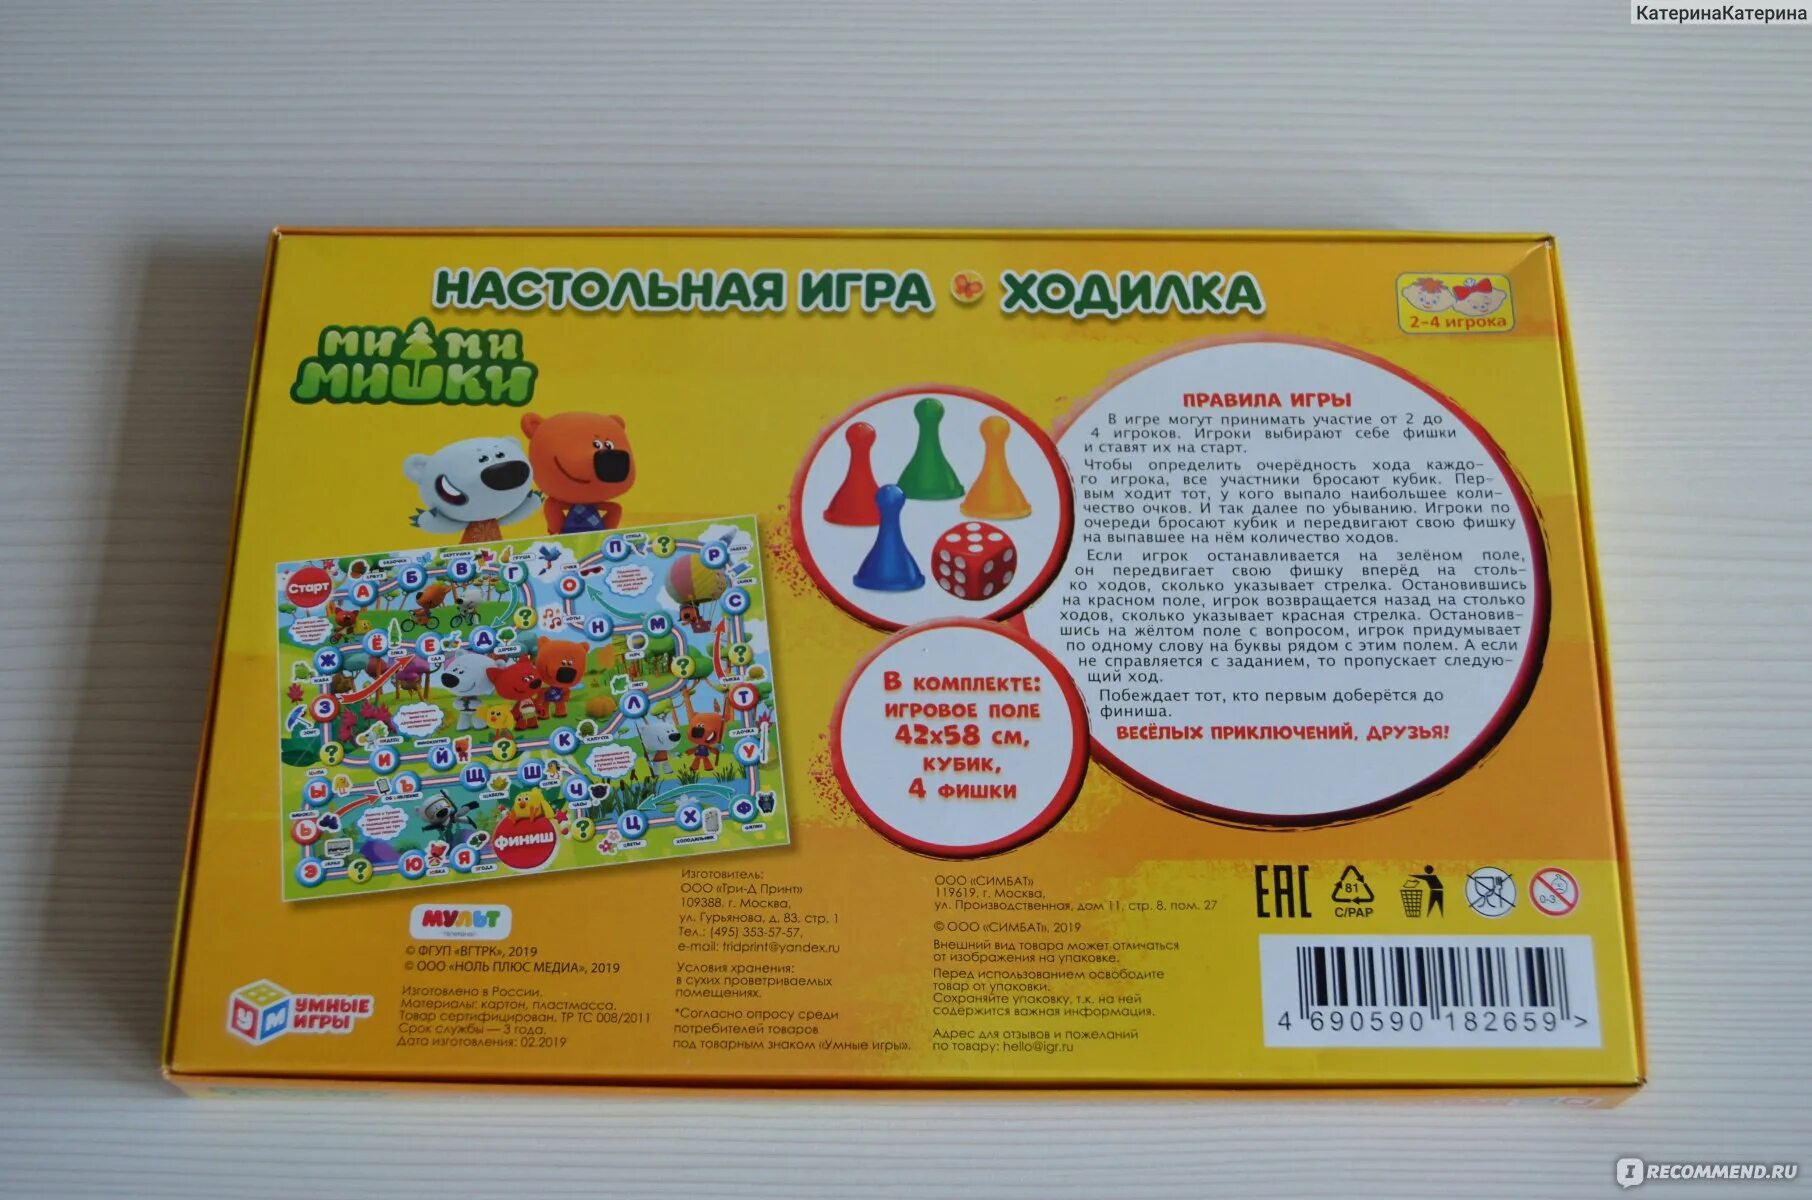 КатеринаКатерина
НАСТОЛЬНАЯ ИГРА ХОДИЛКА
2-4 игрока
МИ МИ
МИШКИ
ПРАВИЛА ИГРЫ
В игре могут принимать участие от 2 до
4 игроков. Игроки выбирают себе фишки
и ставят их на старт.
Чтобы определить очерёдность хода каждо-
го игрока, все участники бросают кубик. Пер-
вым ходит тот, у кого выпало наибольшее коли-
чество очков. И так далее по убыванию. Игроки по
очереди бросают кубик и передвигают свою фишку
на выпавшее на нём количество ходов.
Если игрок останавливается на зелёном поле,
он передвигает свою фишку вперёд на столь-
ко ходов, сколько указывает стрелка. Остановившись
на красном поле, игрок возвращается назад на столько
ходов, сколько указывает красная стрелка. Остановив-
шись на жёлтом поле с вопросом, игрок придумывает
по одному слову на буквы рядом с этим полем. А если
не справляется с заданием, то пропускает следую-
щий ход.
Побеждает тот, кто первым доберётся до
финиша.
ВЕСЁЛЫХ ПРИКЛЮЧЕНИЙ, ДРУЗЬЯ!
В КОМПЛЕКТЕ:
ИГРОВОЕ ПОЛЕ
42x58 СМ,
КУБИК,
4 ФИШКИ
Старт
А Б В Г
О П ? Р
Ж Ё Е Д ? Н М С
З ? ? Т
? И Й ? К Л У
Ы Ъ Щ Ш Ч
Ь ? Ц Х Ф
Э ? Ю Я ФИНИШ
МУЛЬТ
© ФГУП «ВГТРК», 2019
© ООО «НОЛЬ ПЛЮС МЕДИА», 2019
УМ УМНЫЕ
ИГРЫ
Изготовлено в России.
Материалы: картон, пластмасса.
Товар сертифицирован. ТР ТС 008/2011
Срок службы — 3 года.
Дата изготовления: 02.2019
Изготовитель:
ООО «Три-Д Принт»
109388, г. Москва,
ул. Гурьянова, д. 83, стр. 1
Тел.: (495) 353-57-57,
e-mail: tridprint@yandex.ru
Условия хранения:
в сухих проветриваемых
помещениях.
*Согласно опросу среди
потребителей товаров
под товарным знаком «Умные игры».
ООО «СИМБАТ»
119619, г. Москва,
ул. Производственная, дом 11, стр. 8, пом. 27
© ООО «СИМБАТ», 2019
Внешний вид товара может отличаться
от изображения на упаковке.
Перед использованием освободите
товар от упаковки.
Сохраняйте упаковку, т.к. на ней
содержится важная информация.
Адрес для отзывов и пожеланий
по товару: hello@igr.ru
EAC
81
C/PAP
0-3
4 690590 182659 >
IRECOMMEND.RU